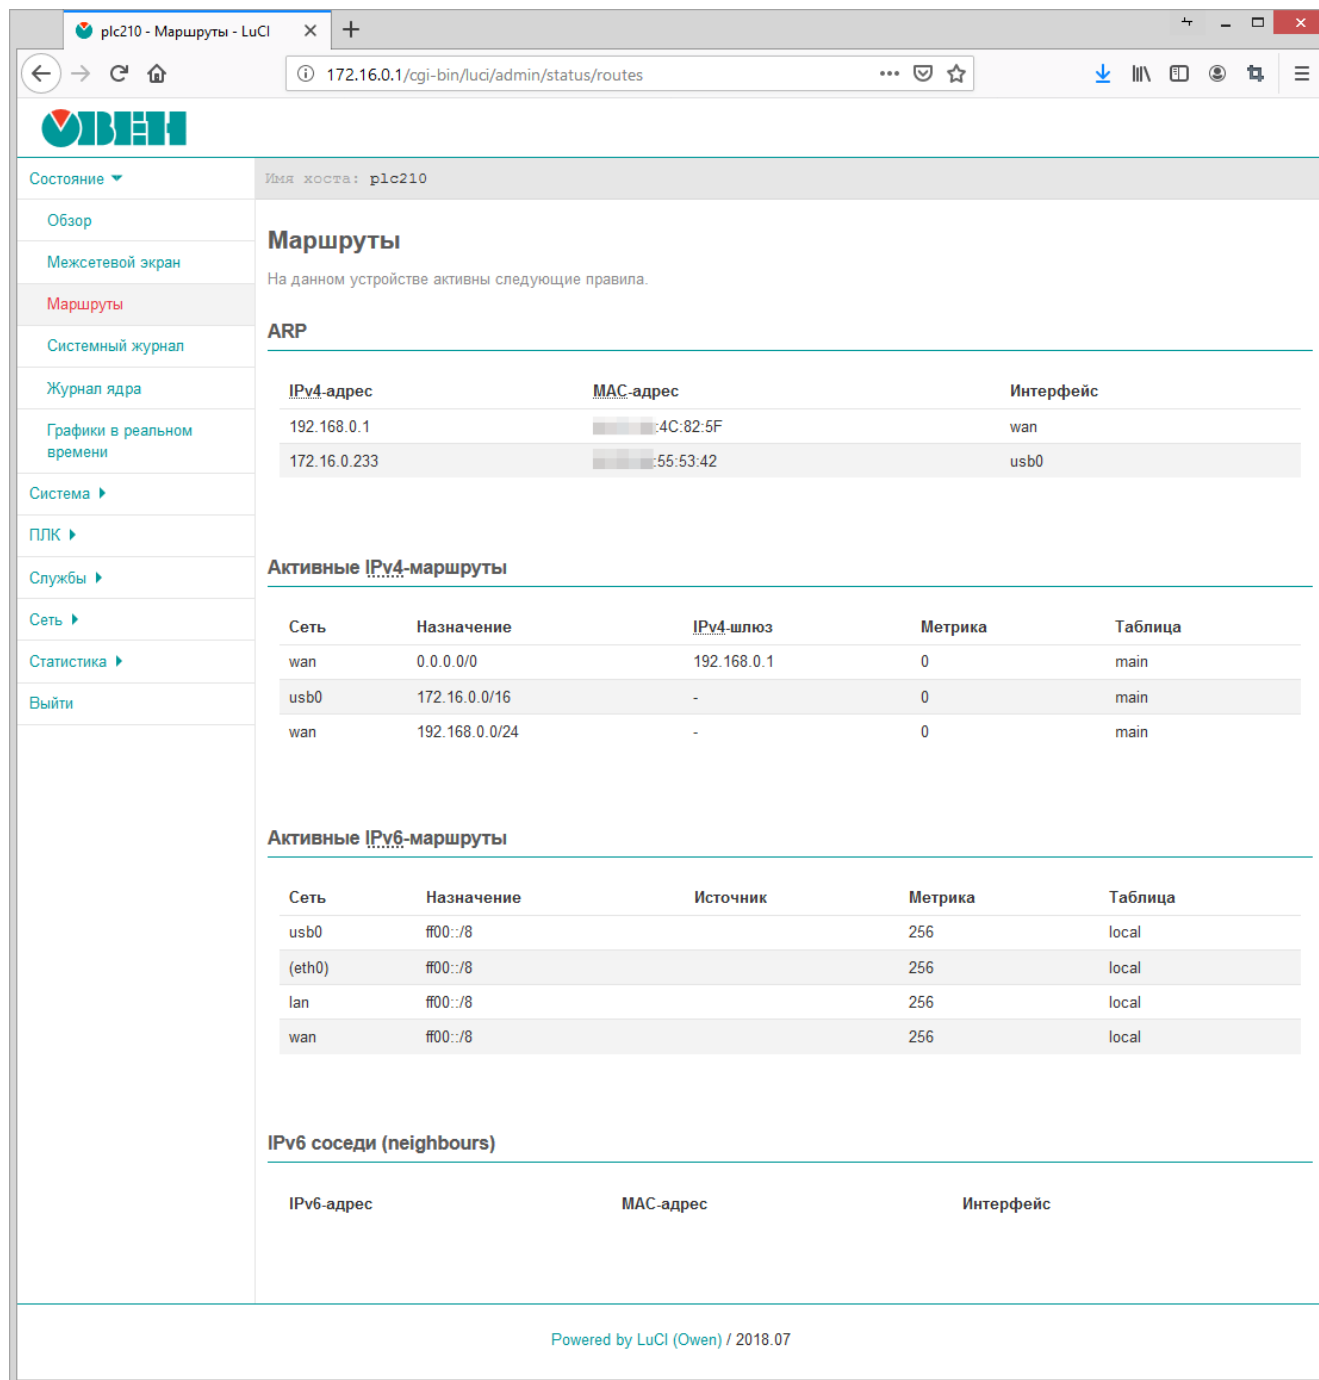 plc210 - Маршруты - LuCI
172.16.0.1/cgi-bin/luci/admin/status/routes
ОВЕН
Состояние
Обзор
Межсетевой экран
Маршруты
Системный журнал
Журнал ядра
Графики в реальном
времени
Система
ПЛК
Службы
Сеть
Статистика
Выйти
Имя хоста: plc210
Маршруты
На данном устройстве активны следующие правила.
ARP
IPv4-адрес MAC-адрес Интерфейс
192.168.0.1 :4C:82:5F wan
172.16.0.233 :55:53:42 usb0
Активные IPv4-маршруты
Сеть Назначение IPv4-шлюз Метрика Таблица
wan 0.0.0.0/0 192.168.0.1 0 main
usb0 172.16.0.0/16 - 0 main
wan 192.168.0.0/24 - 0 main
Активные IPv6-маршруты
Сеть Назначение Источник Метрика Таблица
usb0 ff00::/8 256 local
(eth0) ff00::/8 256 local
lan ff00::/8 256 local
wan ff00::/8 256 local
IPv6 соседи (neighbours)
IPv6-адрес MAC-адрес Интерфейс
Powered by LuCI (Owen) / 2018.07